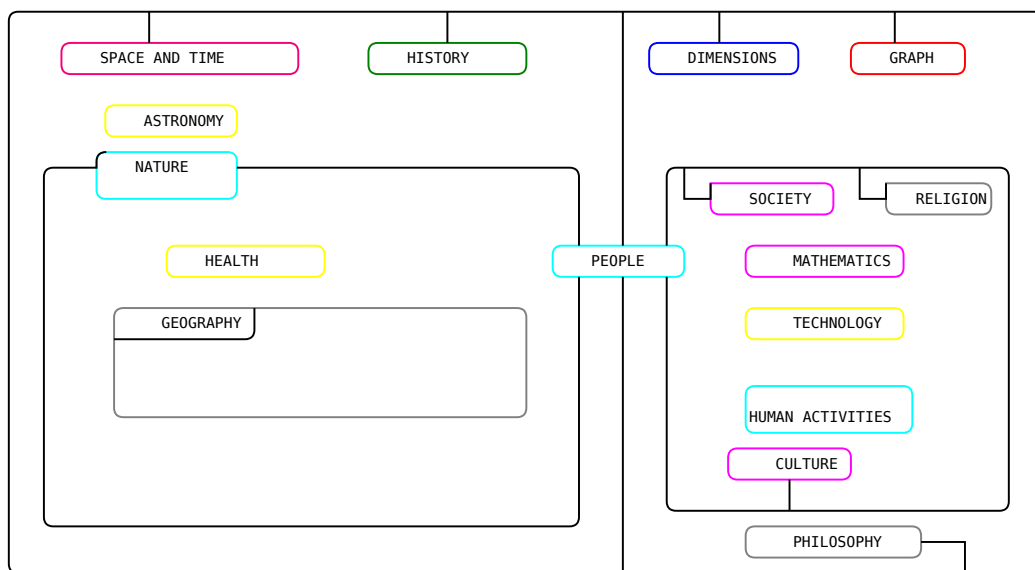 SPACE AND TIME
HISTORY
DIMENSIONS
GRAPH
ASTRONOMY
NATURE
SOCIETY
RELIGION
HEALTH
PEOPLE
MATHEMATICS
GEOGRAPHY
TECHNOLOGY
HUMAN ACTIVITIES
CULTURE
PHILOSOPHY